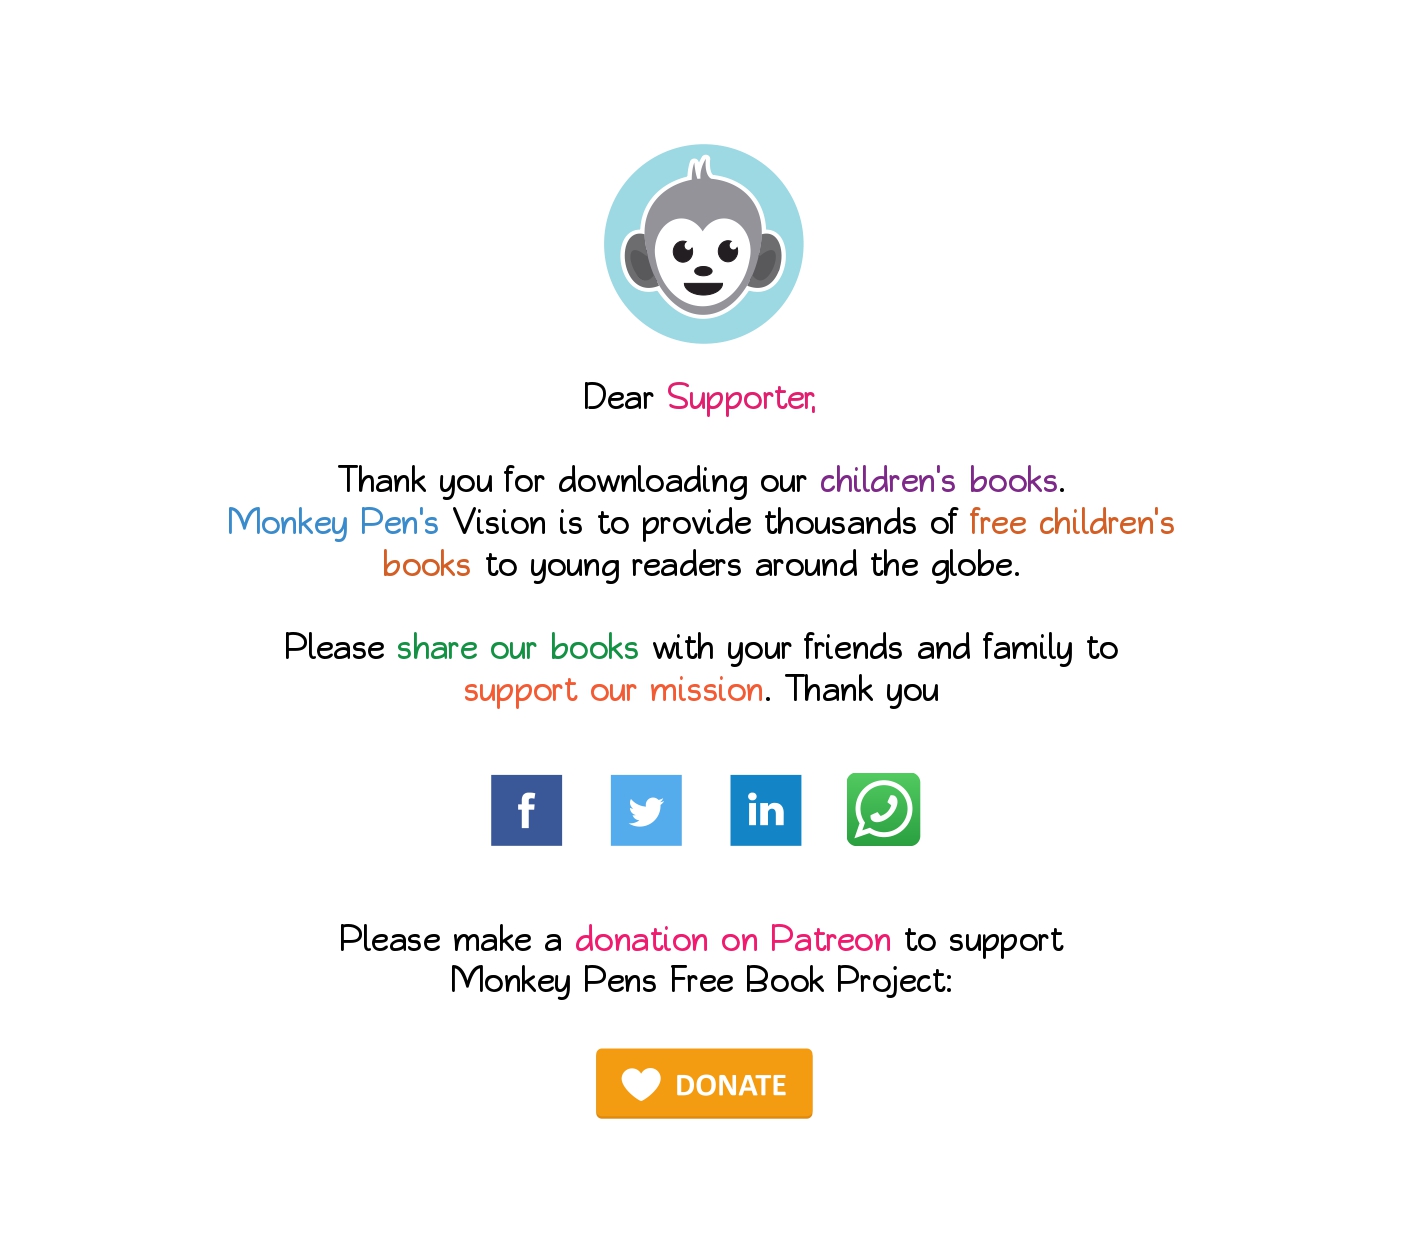 Dear Supporter,
Thank you for downloading our children's books.
Monkey Pen's Vision is to provide thousands of free children's
books to young readers around the globe.
Please share our books with your friends and family to
support our mission. Thank you
f
in
Please make a donation on Patreon to support
Monkey Pens Free Book Project:
DONATE